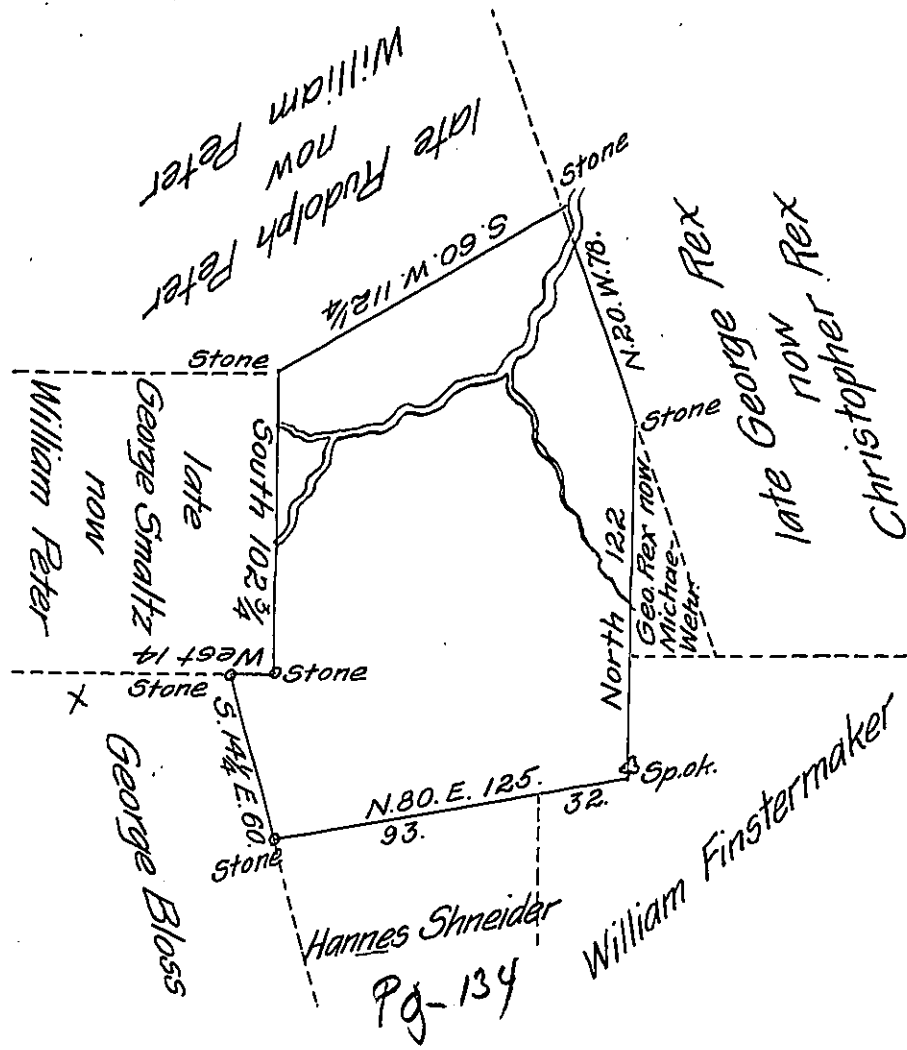 late Rudolph Peter
now
William Peter
Stone
S. 60. W. 112¼
N. 20. W. 78.
late George Rex
now
Christopher Rex
Stone
Stone
Geo. Rex now
Michae-
Wehr.
North 122
South 102¾
late
George Smaltz
now
William Peter
West 14
Stone
Stone
X
S. 14¼ E. 60.
George Bloss
Stone
N. 80. E. 125.
93.
32.
Sp. ok.
Hannes Shneider
William Finstermaker
Pg-134